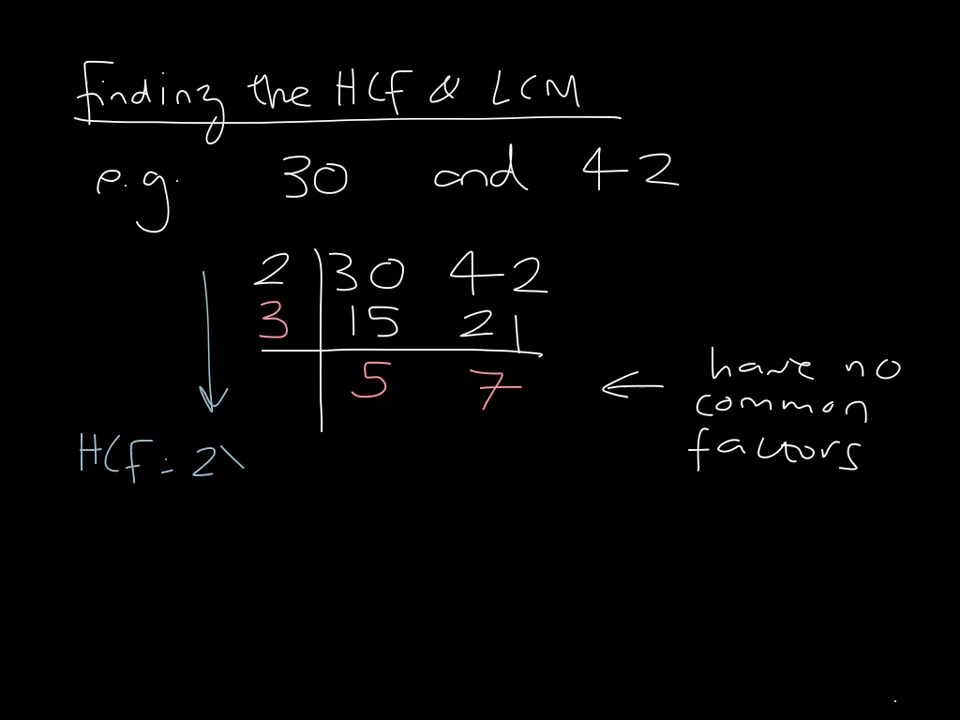 Finding the HCF & LCM
e.g. 30 and 42
2 30 42
3 15 21
5 7
← have no
common
factors
HCF = 2